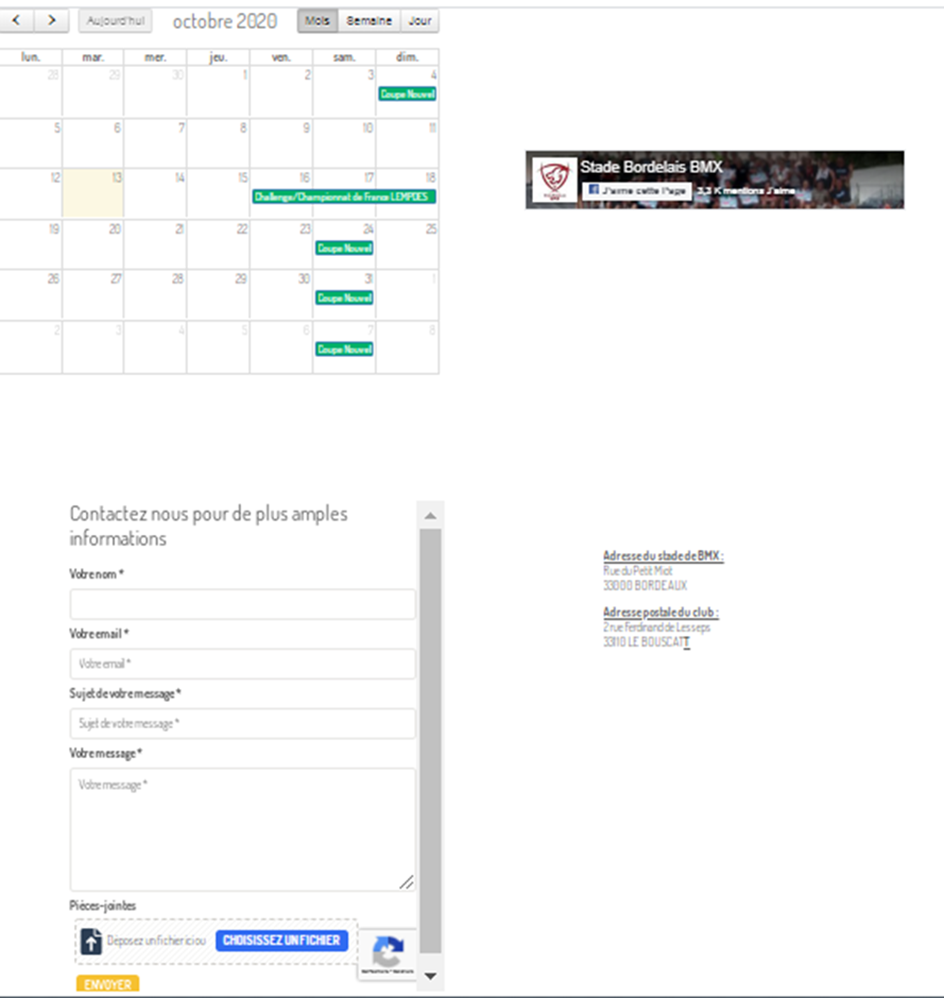 Aujourd'hui octobre 2020 Mois Semaine Jour
lun. mar. mer. jeu. ven. sam. dim.
28 29 30 1 2 3 4
Coupe Nouvel
5 6 7 8 9 10 11
12 13 14 15 16 17 18
Challenge/Championnat de France LEMPDES
19 20 21 22 23 24 25
Coupe Nouvel
26 27 28 29 30 31 1
Coupe Nouvel
2 3 4 5 6 7 8
Coupe Nouvel
Stade Bordelais BMX
J'aime cette Page 3,3 K mentions J'aime
Contactez nous pour de plus amples
informations
Votre nom *
Votre email *
Votre email *
Sujet de votre message *
Sujet de votre message *
Votre message *
Votre message *
Pièces-jointes
Déposez un fichier ici ou CHOISISSEZ UN FICHIER
ENVOYER
Adresse du stade de BMX :
Rue du Petit Miot
33000 BORDEAUX
Adresse postale du club :
2 rue Ferdinand de Lesseps
33110 LE BOUSCATT